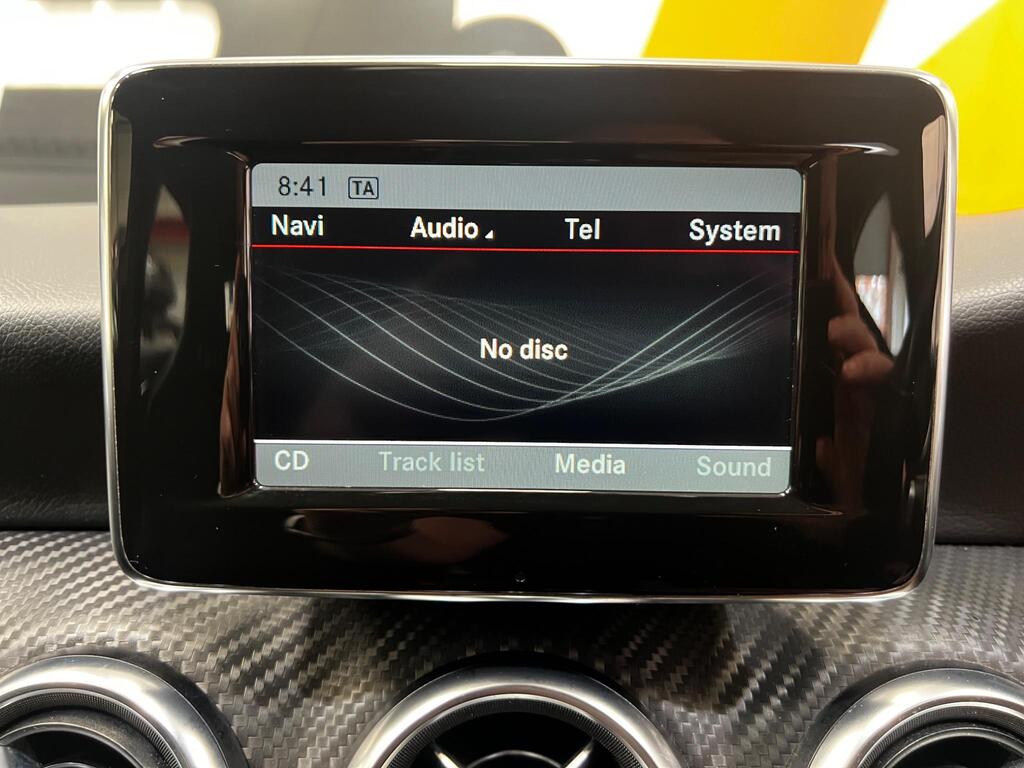 8:41 TA
Navi Audio Tel System
No disc
CD Track list Media Sound